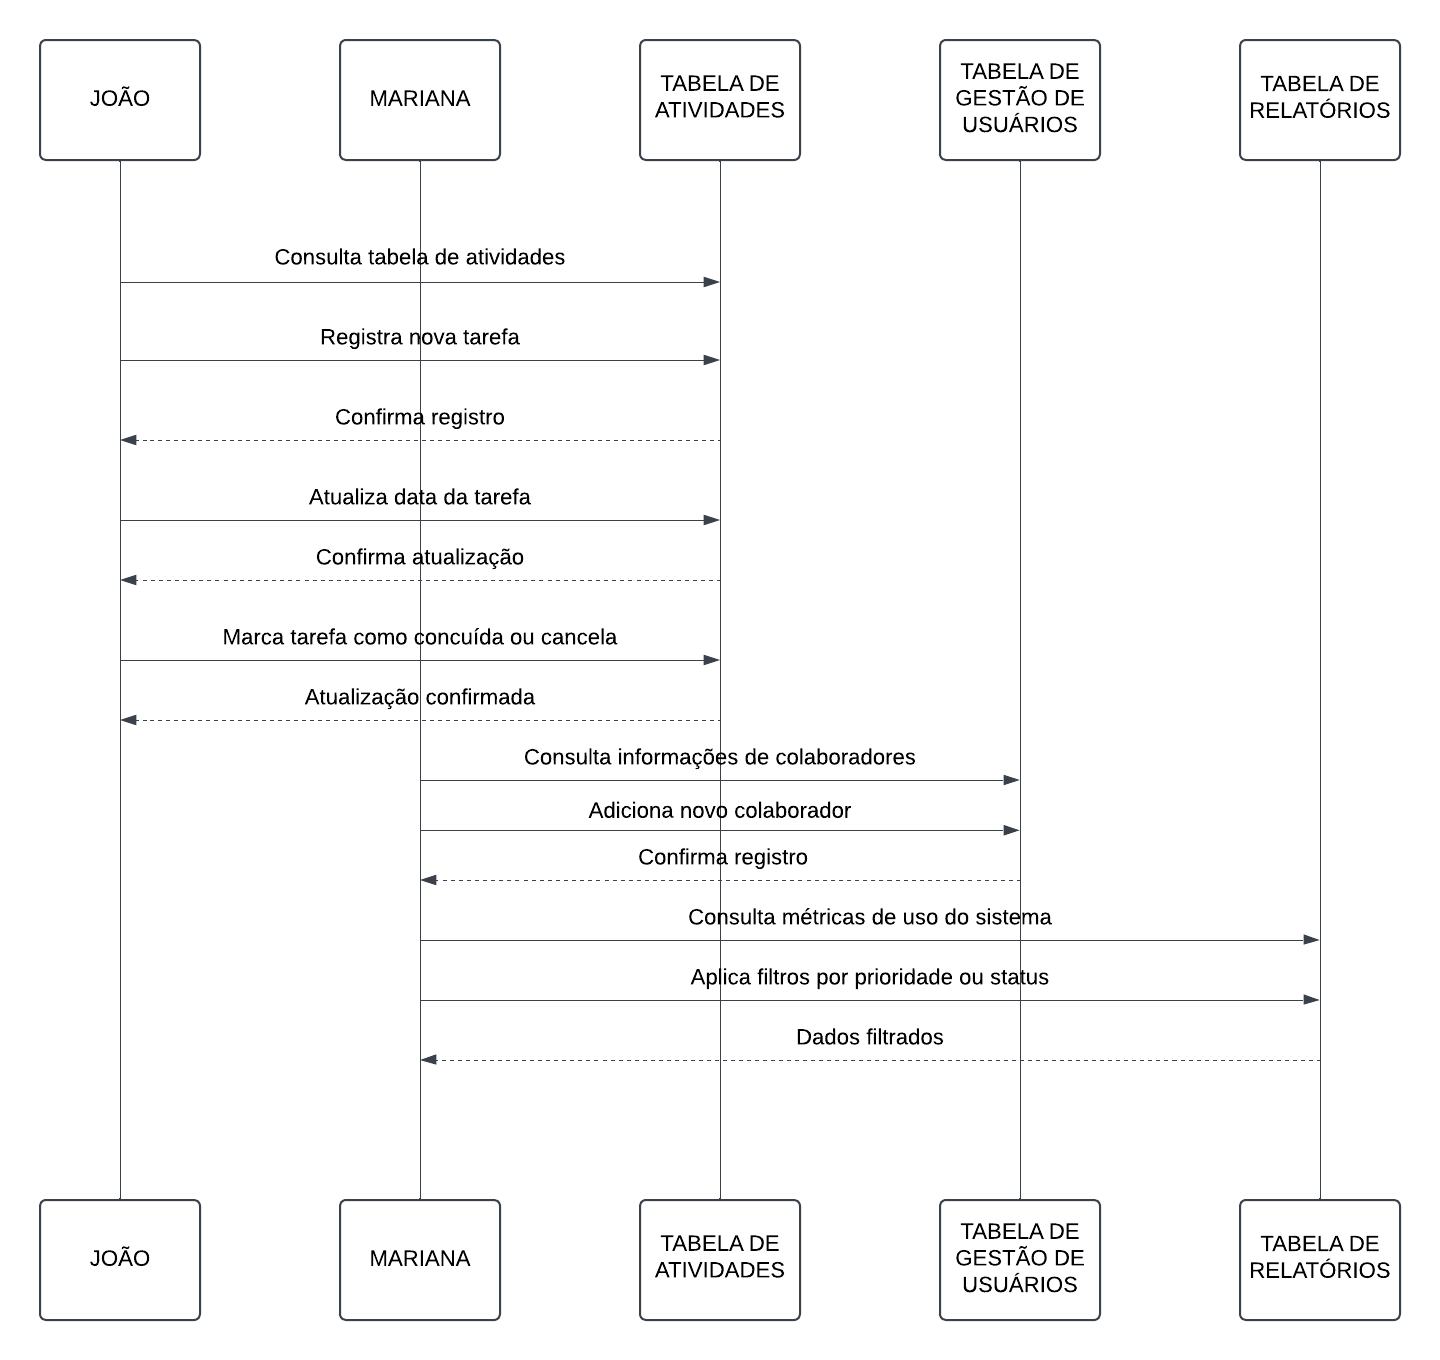 JOÃO
MARIANA
TABELA DE
ATIVIDADES
TABELA DE
GESTÃO DE
USUÁRIOS
TABELA DE
RELATÓRIOS
Consulta tabela de atividades
Registra nova tarefa
Confirma registro
Atualiza data da tarefa
Confirma atualização
Marca tarefa como concuída ou cancela
Atualização confirmada
Consulta informações de colaboradores
Adiciona novo colaborador
Confirma registro
Consulta métricas de uso do sistema
Aplica filtros por prioridade ou status
Dados filtrados
JOÃO
MARIANA
TABELA DE
ATIVIDADES
TABELA DE
GESTÃO DE
USUÁRIOS
TABELA DE
RELATÓRIOS